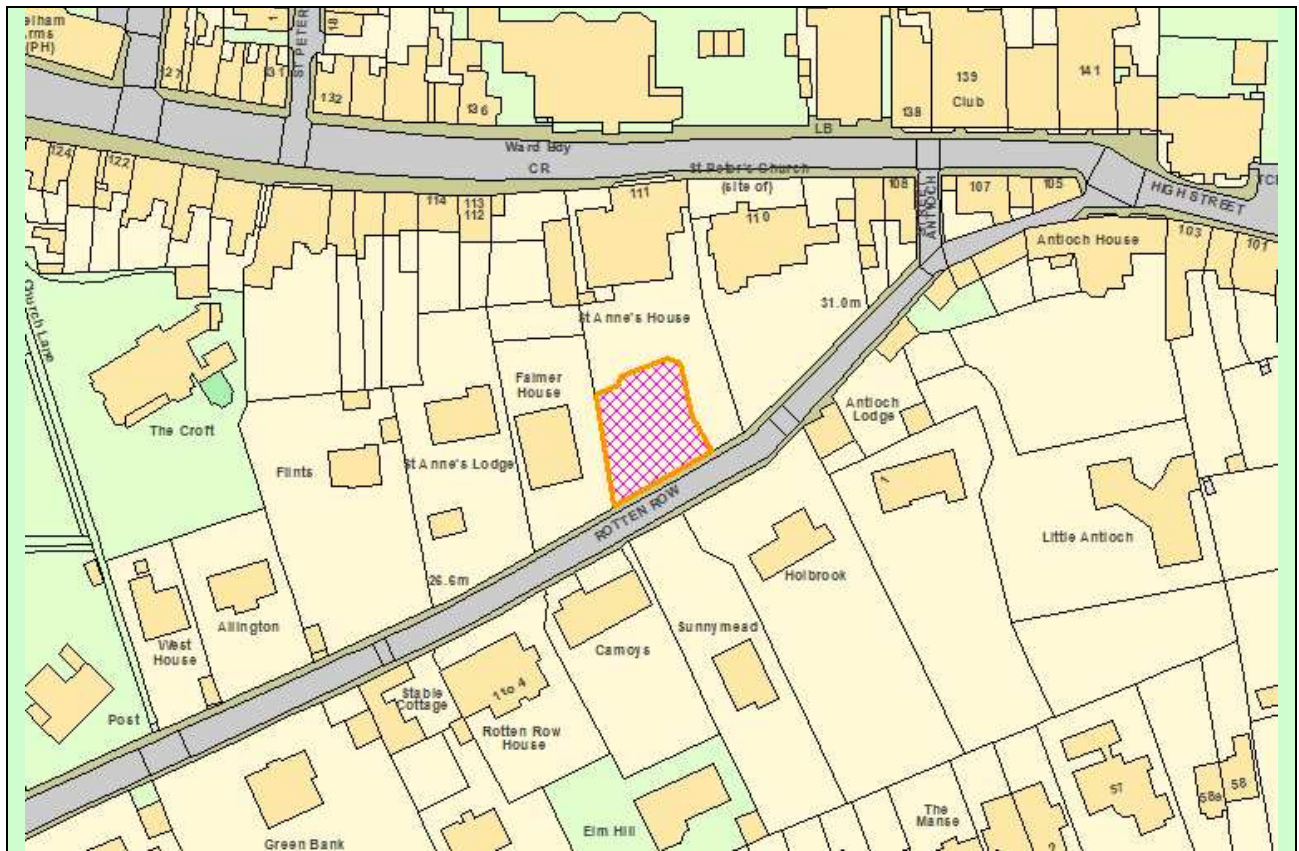 elham
rms
(PH)
127
131
ST PETER
18
132
136
139
Club
138
141
LB
Ward Bdy
CR
St Peter's Church
(site of)
124
122
114
113
112
111
110
108
STREET
ANTIOCH
107
105
HIGH STREET
103
101
Antioch House
31.0m
St Anne's House
Church Lane
The Croft
Falmer
House
Flints
St Anne's Lodge
Antioch
Lodge
1
Little Antioch
ROTTEN ROW
Holbrook
26.6m
Allington
West
House
Sunnymead
Camoys
Stable
Cottage
1 to 4
Rotten Row
House
Post
Green Bank
Elm Hill
The
Manse
57
58a
58
2